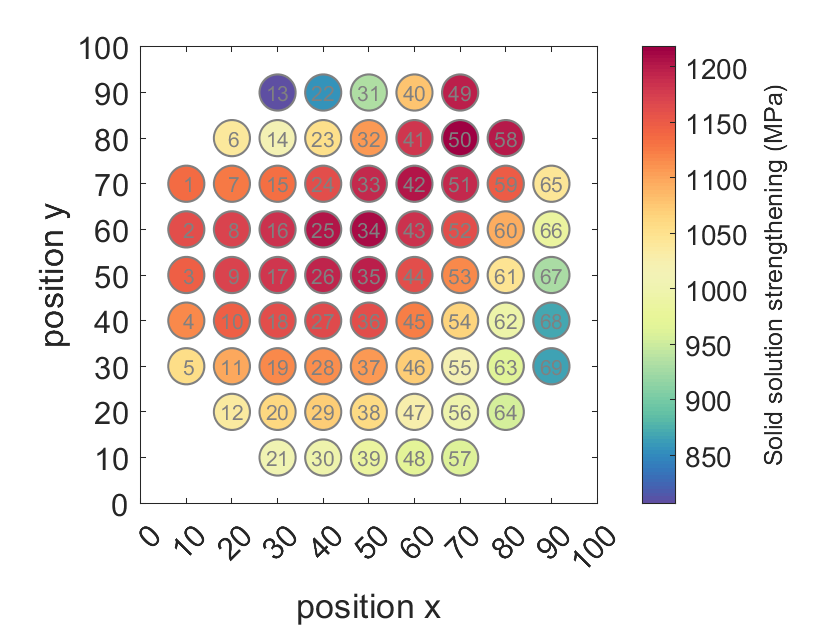 100
90
80
70
60
50
40
30
20
10
0
position y
13 22 31 40 49
6 14 23 32 41 50 58
1 7 15 24 33 42 51 59 65
2 8 16 25 34 43 52 60 66
3 9 17 26 35 44 53 61 67
4 10 18 27 36 45 54 62 68
5 11 19 28 37 46 55 63 69
12 20 29 38 47 56 64
21 30 39 48 57
0 10 20 30 40 50 60 70 80 90 100
position x
1200
1150
1100
1050
1000
950
900
850
Solid solution strengthening (MPa)